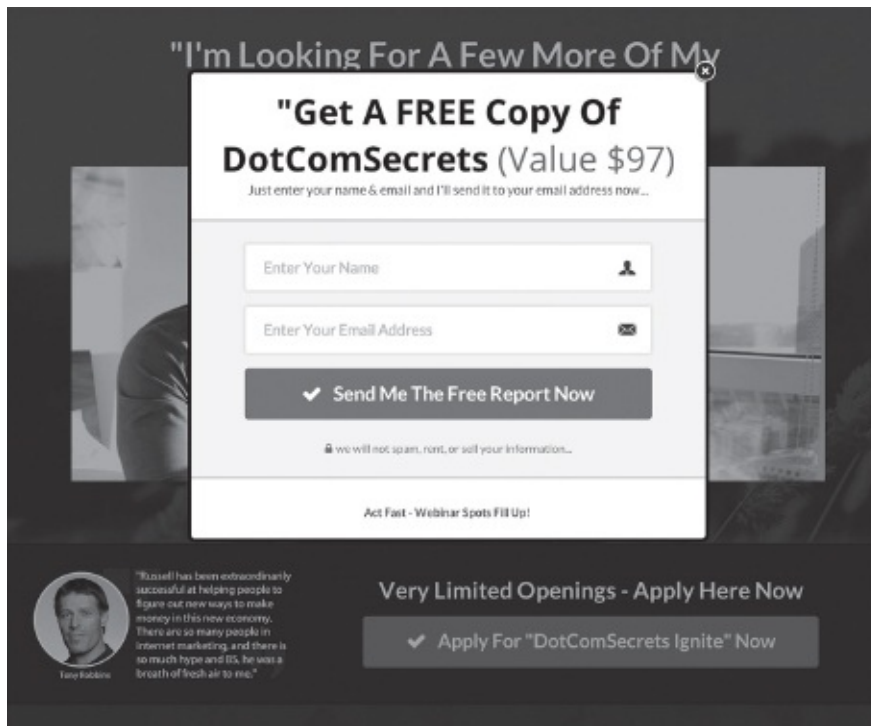 "I'm Looking For A Few More Of My
"Get A FREE Copy Of
DotComSecrets (Value $97)
Just enter your name & email and I'll send it to your email address now...
Enter Your Name
Enter Your Email Address
Send Me The Free Report Now
we will not spam, rent, or sell your information...
Act Fast - Webinar Spots Fill Up!
"Russell has been extraordinarily
successful at helping people to
figure out new ways to make
money in this new economy.
There are so many people in
internet marketing, and there is
so much hype and BS, he was a
breath of fresh air to me."
Tony Robbins
Very Limited Openings - Apply Here Now
Apply For "DotComSecrets Ignite" Now